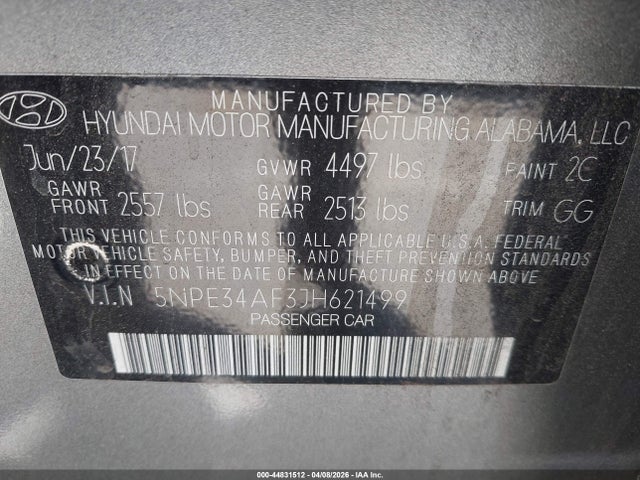 MANUFACTURED BY
HYUNDAI MOTOR MANUFACTURING ALABAMA, LLC
Jun/23/17 GVWR 4497 lbs PAINT 2C
GAWR FRONT 2557 lbs GAWR REAR 2513 lbs TRIM GG
THIS VEHICLE CONFORMS TO ALL APPLICABLE U.S.A. FEDERAL
MOTOR VEHICLE SAFETY, BUMPER, AND THEFT PREVENTION STANDARDS
IN EFFECT ON THE DATE OF MANUFACTURE SHOWN ABOVE
V.I.N 5NPE34AF3JH621499
PASSENGER CAR
000-44831512 04/08/2026 IAA Inc.